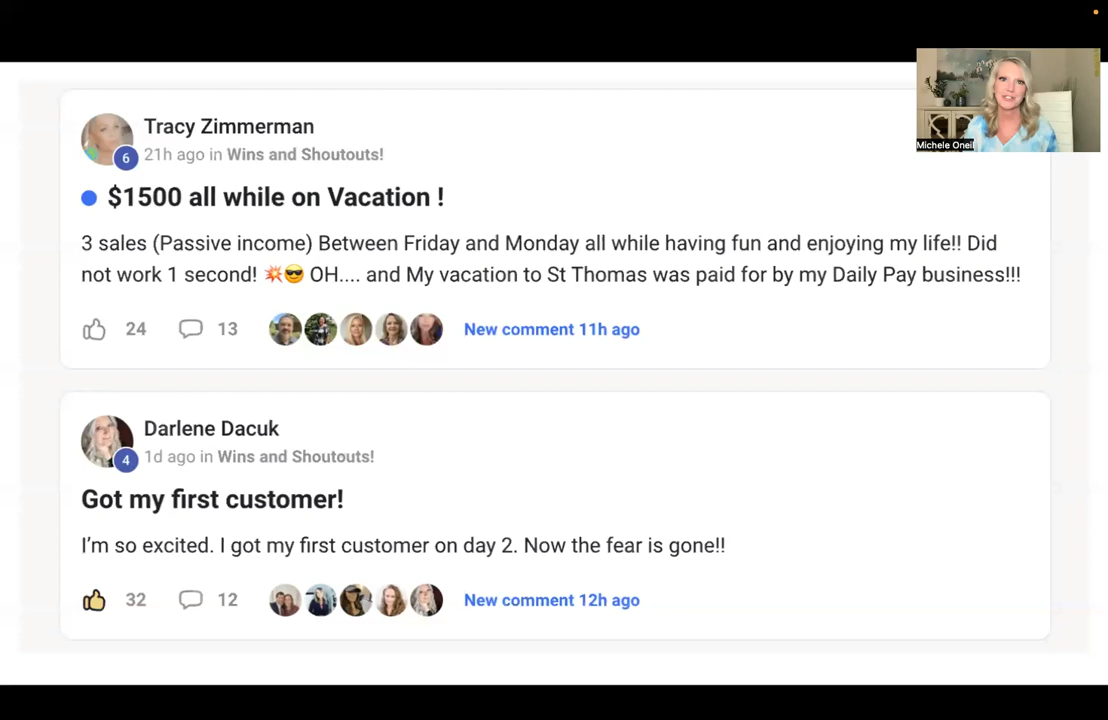 Michele Oneil
Tracy Zimmerman
6
21h ago in Wins and Shoutouts!
$1500 all while on Vacation !
3 sales (Passive income) Between Friday and Monday all while having fun and enjoying my life!! Did
not work 1 second! 💥😎 OH.... and My vacation to St Thomas was paid for by my Daily Pay business!!!
24 13 New comment 11h ago
Darlene Dacuk
4
1d ago in Wins and Shoutouts!
Got my first customer!
I'm so excited. I got my first customer on day 2. Now the fear is gone!!
32 12 New comment 12h ago